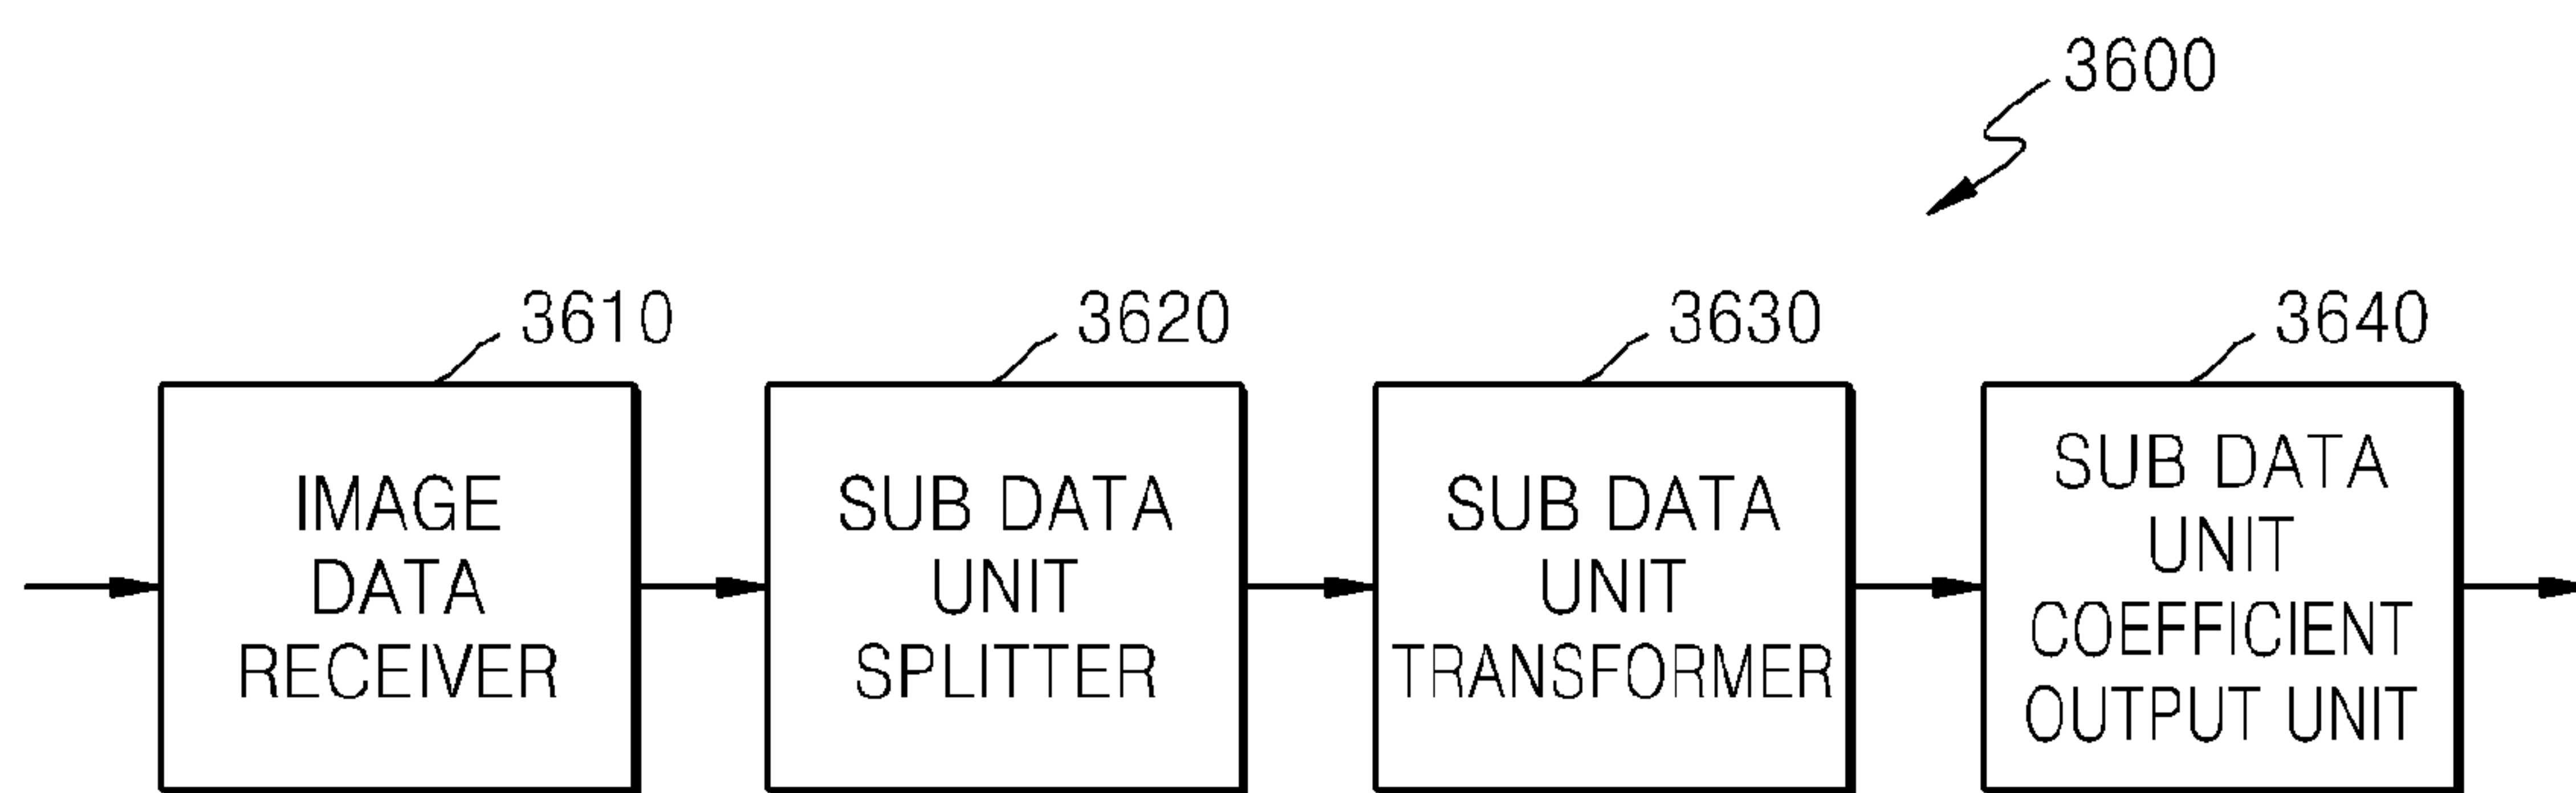 3600
3610
3620
3630
3640
IMAGE
DATA
RECEIVER
SUB DATA
UNIT
SPLITTER
SUB DATA
UNIT
TRANSFORMER
SUB DATA
UNIT
COEFFICIENT
OUTPUT UNIT